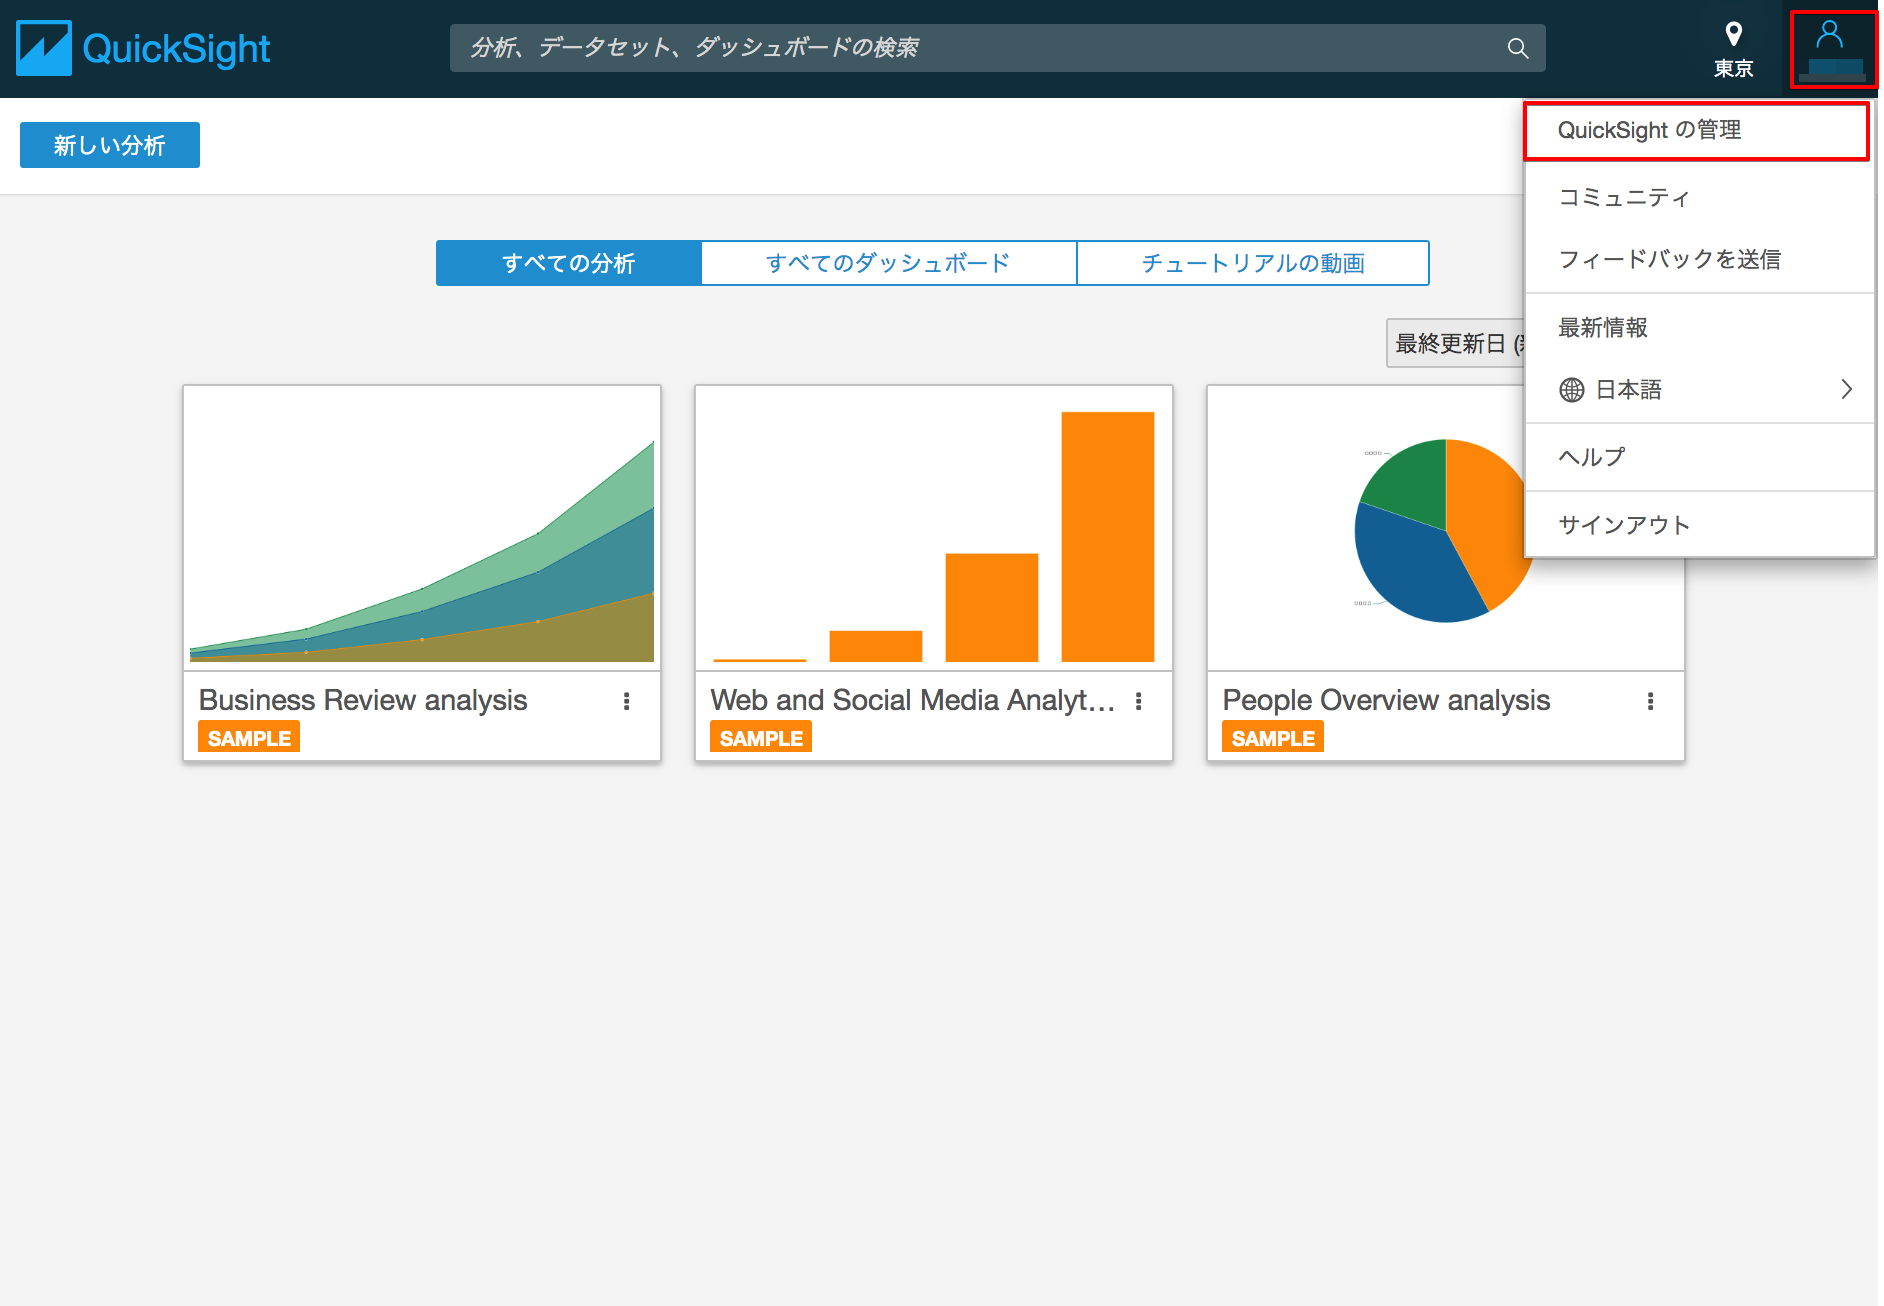 QuickSight
分析、データセット、ダッシュボードの検索
東京
新しい分析
QuickSight の管理
コミュニティ
フィードバックを送信
最新情報
日本語
ヘルプ
サインアウト
すべての分析
すべてのダッシュボード
チュートリアルの動画
最終更新日 (
Business Review analysis
SAMPLE
Web and Social Media Analyt...
SAMPLE
People Overview analysis
SAMPLE